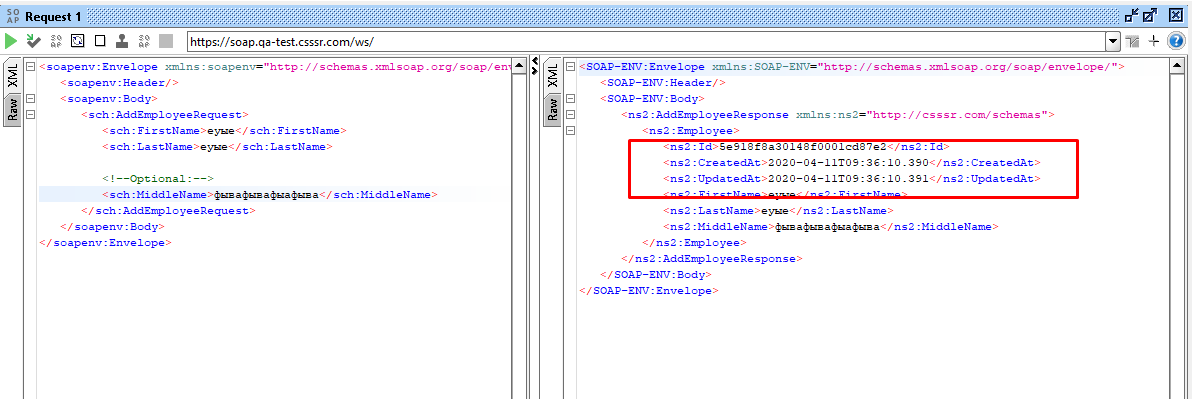 SO AP Request 1
https://soap.qa-test.csssr.com/ws/
XML
Raw
<soapenv:Envelope xmlns:soapenv="http://schemas.xmlsoap.org/soap/env
<soapenv:Header/>
<soapenv:Body>
<sch:AddEmployeeRequest>
<sch:FirstName>еуые</sch:FirstName>
<sch:LastName>еуые</sch:LastName>
<!--Optional:-->
<sch:MiddleName>фывафывафыафыва</sch:MiddleName>
</sch:AddEmployeeRequest>
</soapenv:Body>
</soapenv:Envelope>
XML
Raw
<SOAP-ENV:Envelope xmlns:SOAP-ENV="http://schemas.xmlsoap.org/soap/envelope/">
<SOAP-ENV:Header/>
<SOAP-ENV:Body>
<ns2:AddEmployeeResponse xmlns:ns2="http://csssr.com/schemas">
<ns2:Employee>
<ns2:Id>5e918f8a30148f0001cd87e2</ns2:Id>
<ns2:CreatedAt>2020-04-11T09:36:10.390</ns2:CreatedAt>
<ns2:UpdatedAt>2020-04-11T09:36:10.391</ns2:UpdatedAt>
<ns2:FirstName>еуые</ns2:FirstName>
<ns2:LastName>еуые</ns2:LastName>
<ns2:MiddleName>фывафывафыафыва</ns2:MiddleName>
</ns2:Employee>
</ns2:AddEmployeeResponse>
</SOAP-ENV:Body>
</SOAP-ENV:Envelope>